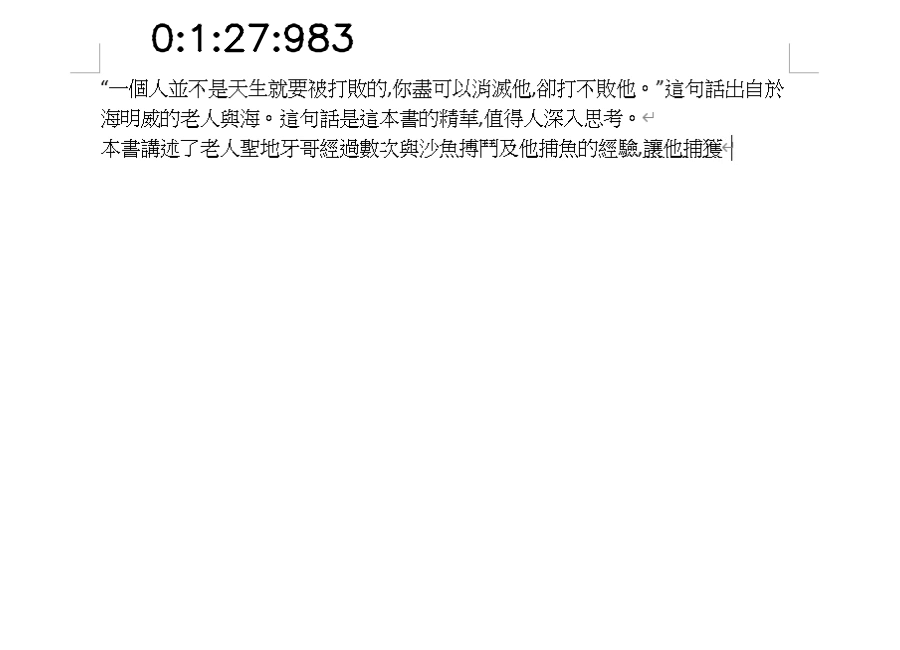 0:1:27:983
“一個人並不是天生就要被打敗的,你盡可以消滅他,卻打不敗他。”這句話出自於
海明威的老人與海。這句話是這本書的精華,值得人深入思考。
本書講述了老人聖地牙哥經過數次與沙魚搏鬥及他捕魚的經驗,讓他捕獲